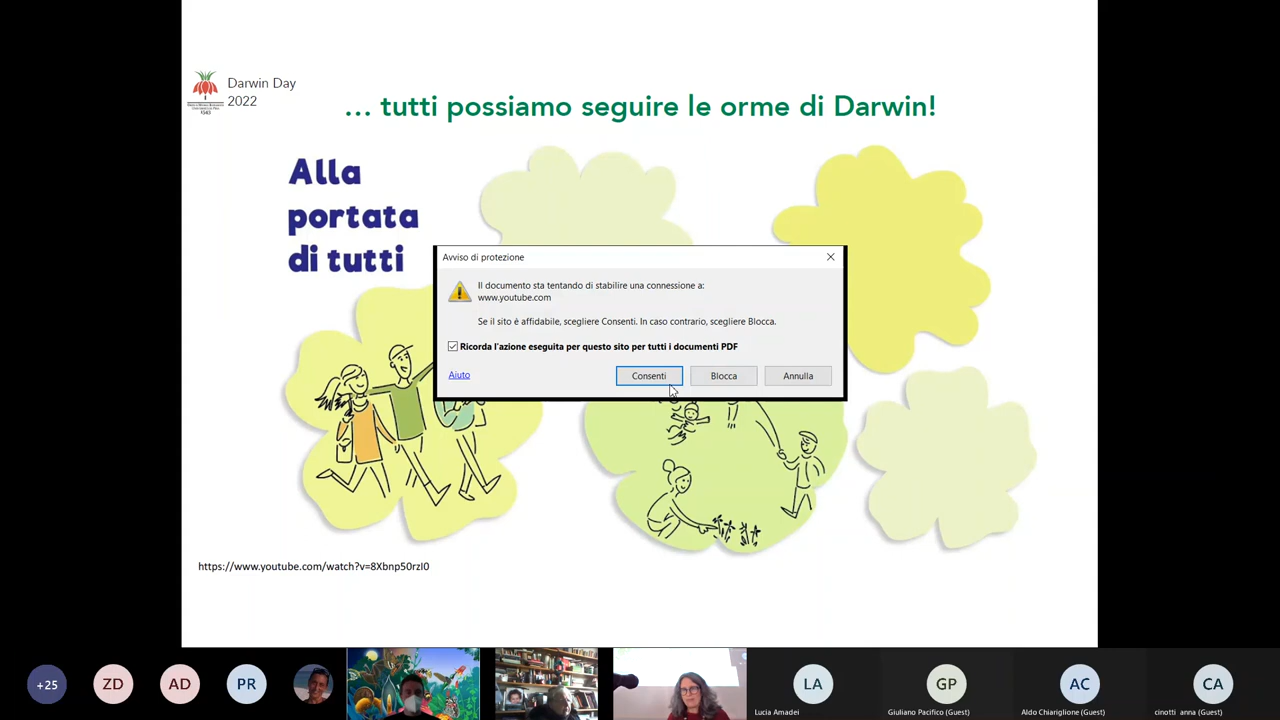 Darwin Day
2022
1543
… tutti possiamo seguire le orme di Darwin!
Alla
portata
di tutti
Avviso di protezione
Il documento sta tentando di stabilire una connessione a:
www.youtube.com
Se il sito è affidabile, scegliere Consenti. In caso contrario, scegliere Blocca.
Ricorda l'azione eseguita per questo sito per tutti i documenti PDF
Aiuto
Consenti
Blocca
Annulla
https://www.youtube.com/watch?v=8Xbnp50rzI0
+25
ZD
AD
PR
LA
GP
AC
CA
Lucia Amadei
Giuliano Pacifico (Guest)
Aldo Chiariglione (Guest)
cinotti anna (Guest)